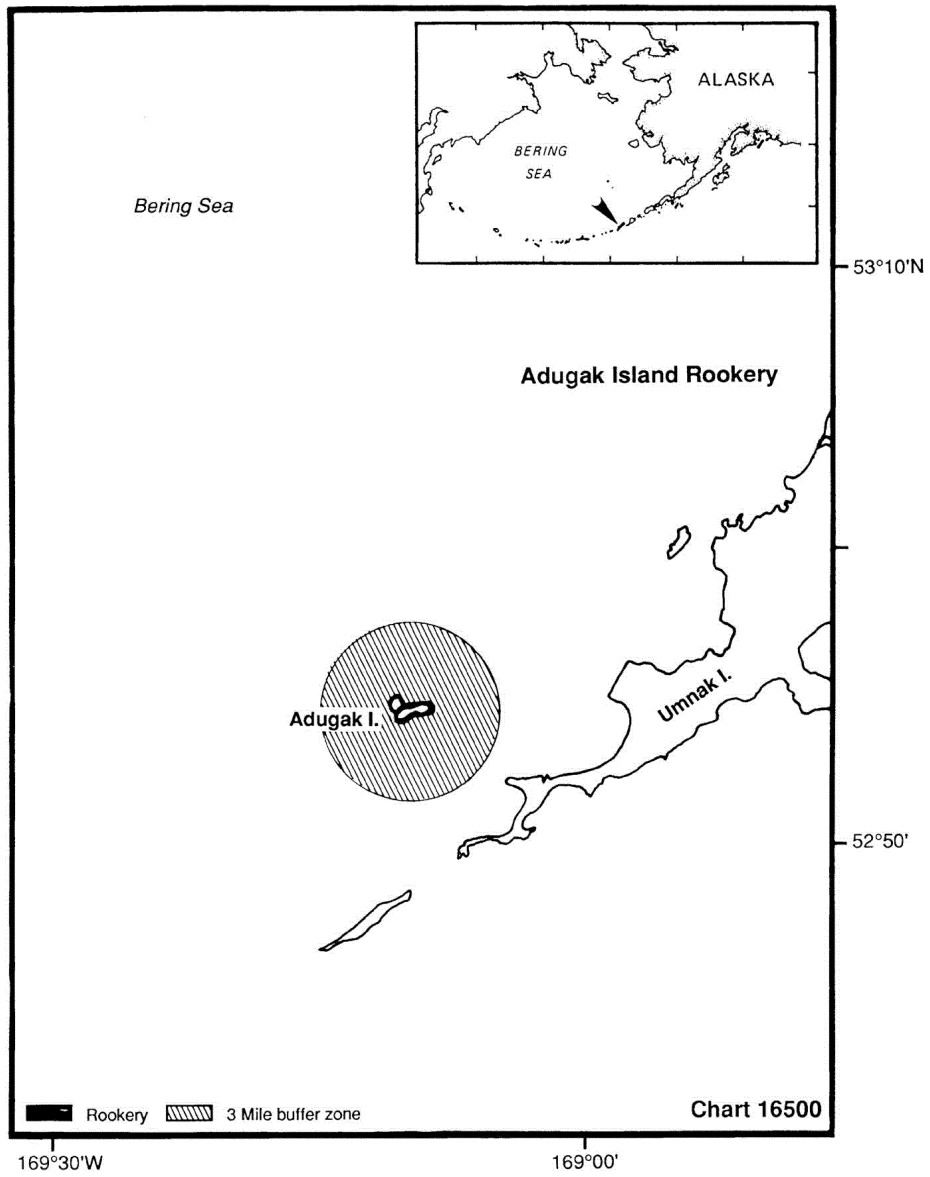 ALASKA
BERING
SEA
Bering Sea
53°10'N
Adugak Island Rookery
Umnak I.
Adugak I.
52°50'
Rookery
3 Mile buffer zone
Chart 16500
169°30'W
169°00'